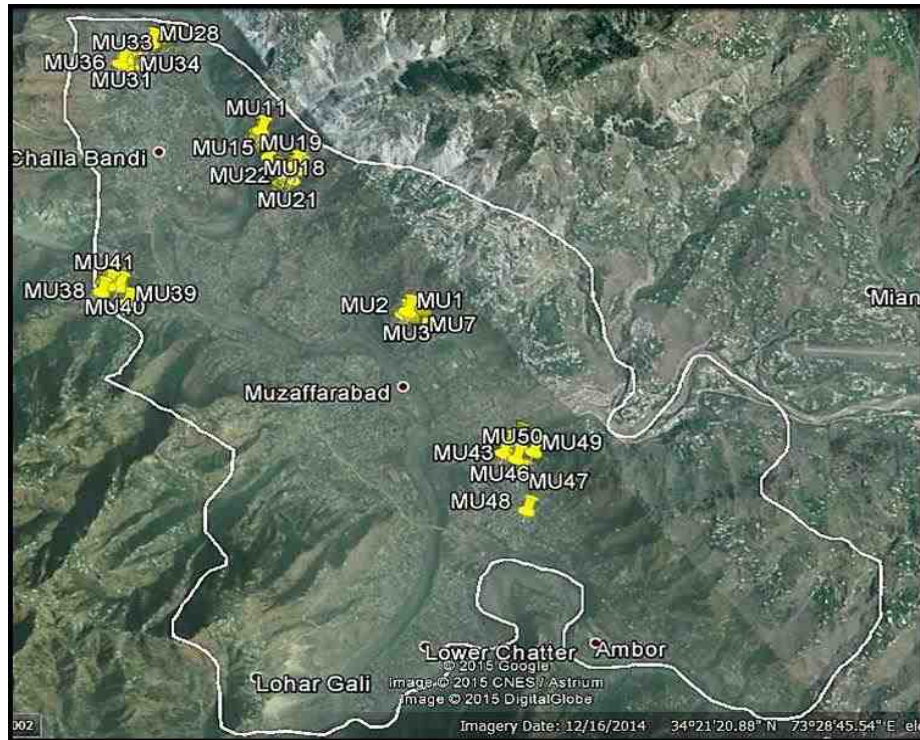 MU33
MU28
MU36
MU34
MU31
MU11
MU15
MU19
Challa Bandi
MU22
MU18
MU21
MU41
MU38
MU39
MU40
MU2
MU1
MU3
MU7
Mian
Muzaffarabad
MU50
MU43
MU49
MU46
MU47
MU48
Lower Chatter
Ambor
© 2015 Google
Image © 2015 CNES / Astrium
Image © 2015 DigitalGlobe
Lohar Gali
002
Imagery Date: 12/16/2014 34°21'20.88" N 73°28'45.54" E ele